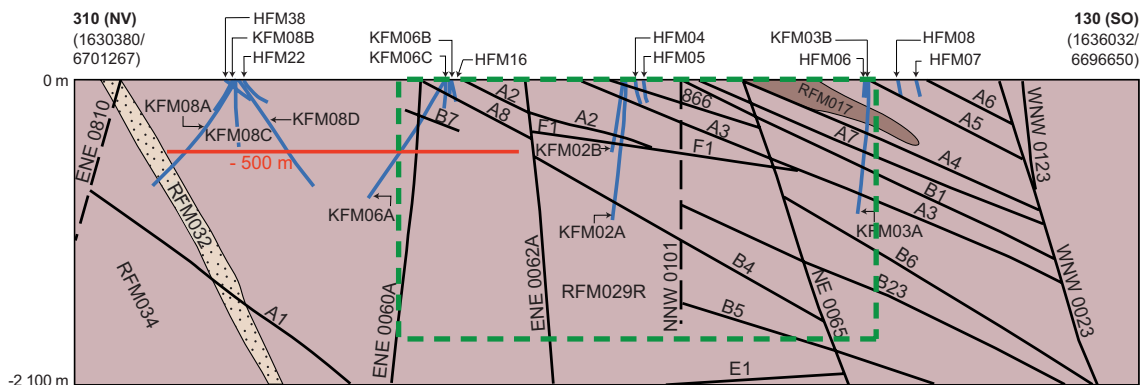 310 (NV)
(1630380/
6701267)
HFM38
KFM08B
HFM22
KFM06B
KFM06C
HFM16
HFM04
HFM05
KFM03B
HFM06
HFM08
HFM07
130 (SO)
(1636032/
6696650)
0 m
ENE 0810
KFM08A
KFM08C
KFM08D
B7
A2
A8
A2
F1
F1
KFM02B
866
A3
RFM017
A7
A4
A6
A5
WNW 0123
- 500 m
B1
A3
KFM06A
KFM02A
KFM03A
RFM032
RFM034
A1
ENE 0060A
ENE 0062A
RFM029R
NNW 0101
B4
B5
NE 0065
B23
B6
WNW 0023
E1
-2 100 m